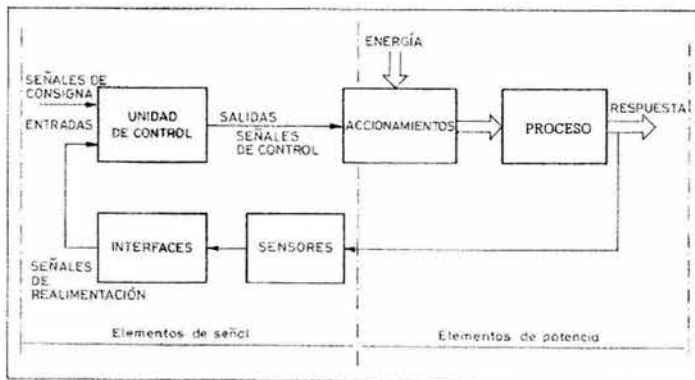 ENERGÍA
SEÑALES DE
CONSIGNA
ENTRADAS
UNIDAD
DE CONTROL
SALIDAS
SEÑALES
DE CONTROL
ACCIONAMIENTOS
PROCESO
RESPUESTA
INTERFACES
SENSORES
SEÑALES
DE
REALIMENTACIÓN
Elementos de señal
Elementos de potencia